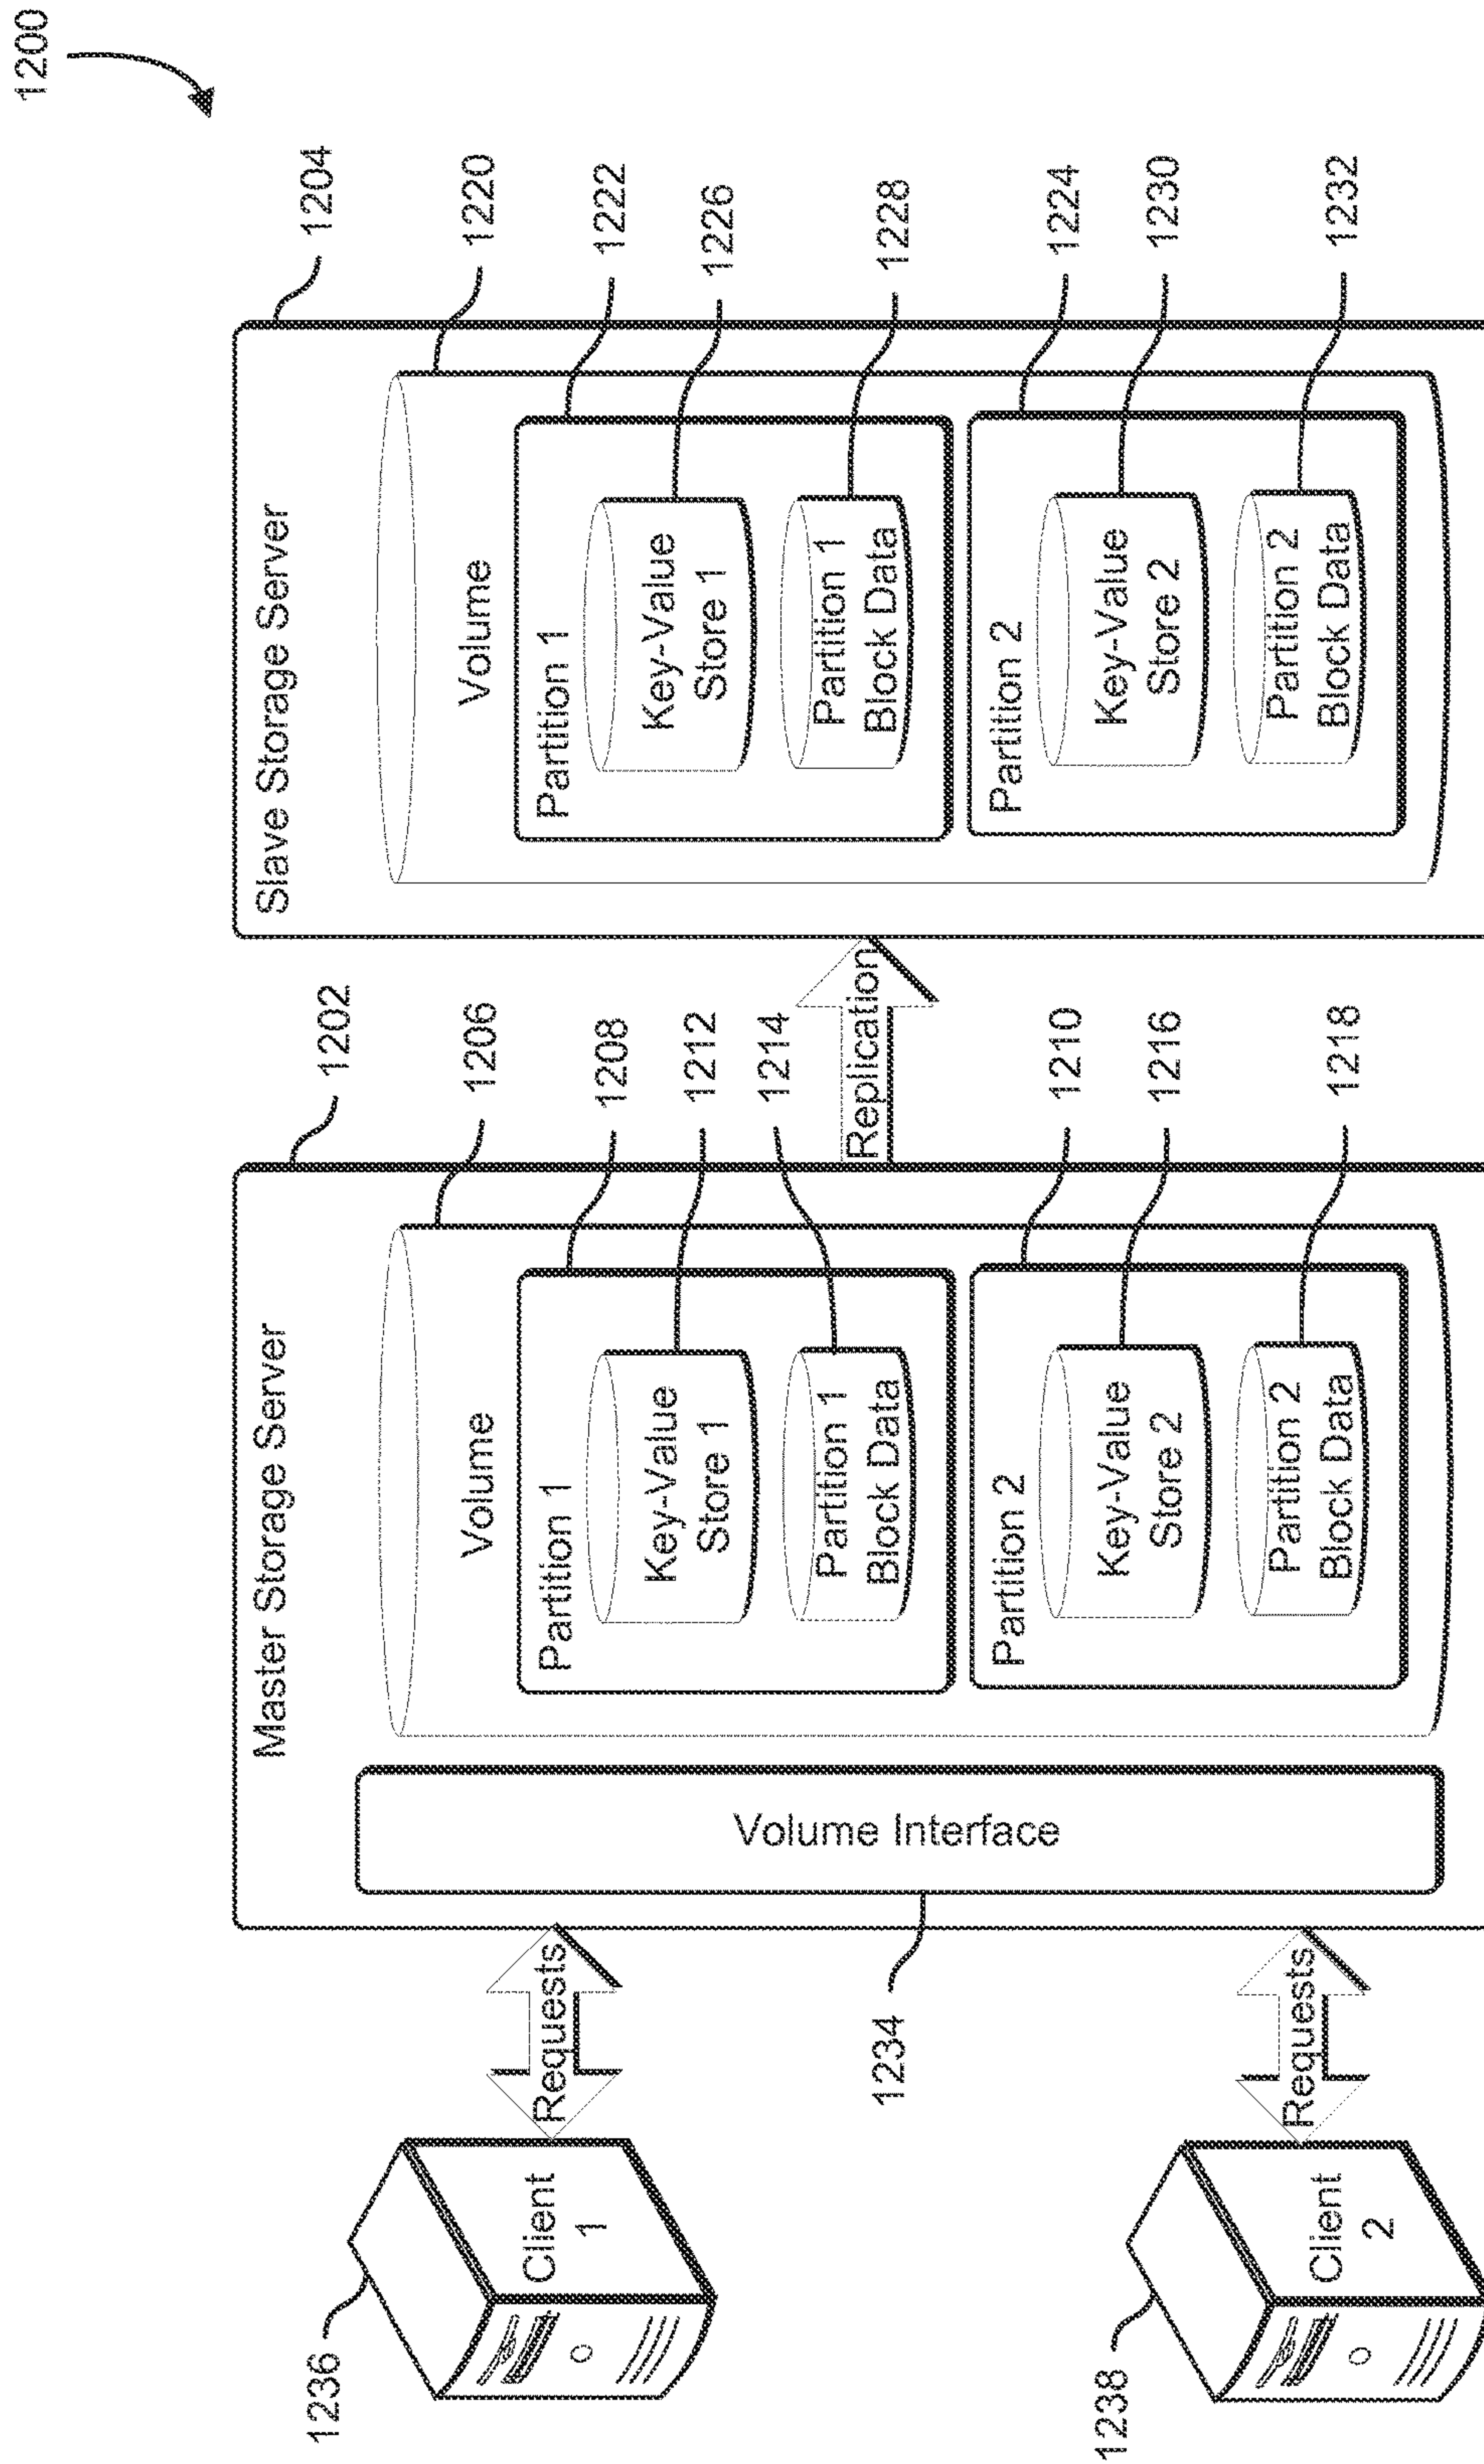 1200
Master Storage Server
1202
Volume
1206
Partition 1
1208
Key-Value
Store 1
1212
Partition 1
Block Data
1214
Partition 2
1210
Key-Value
Store 2
1216
Partition 2
Block Data
1218
Volume Interface
1234
Replication
Slave Storage Server
1204
Volume
1220
Partition 1
1222
Key-Value
Store 1
1226
Partition 1
Block Data
1228
Partition 2
1224
Key-Value
Store 2
1230
Partition 2
Block Data
1232
1236
Client
1
Requests
1238
Client
2
Requests